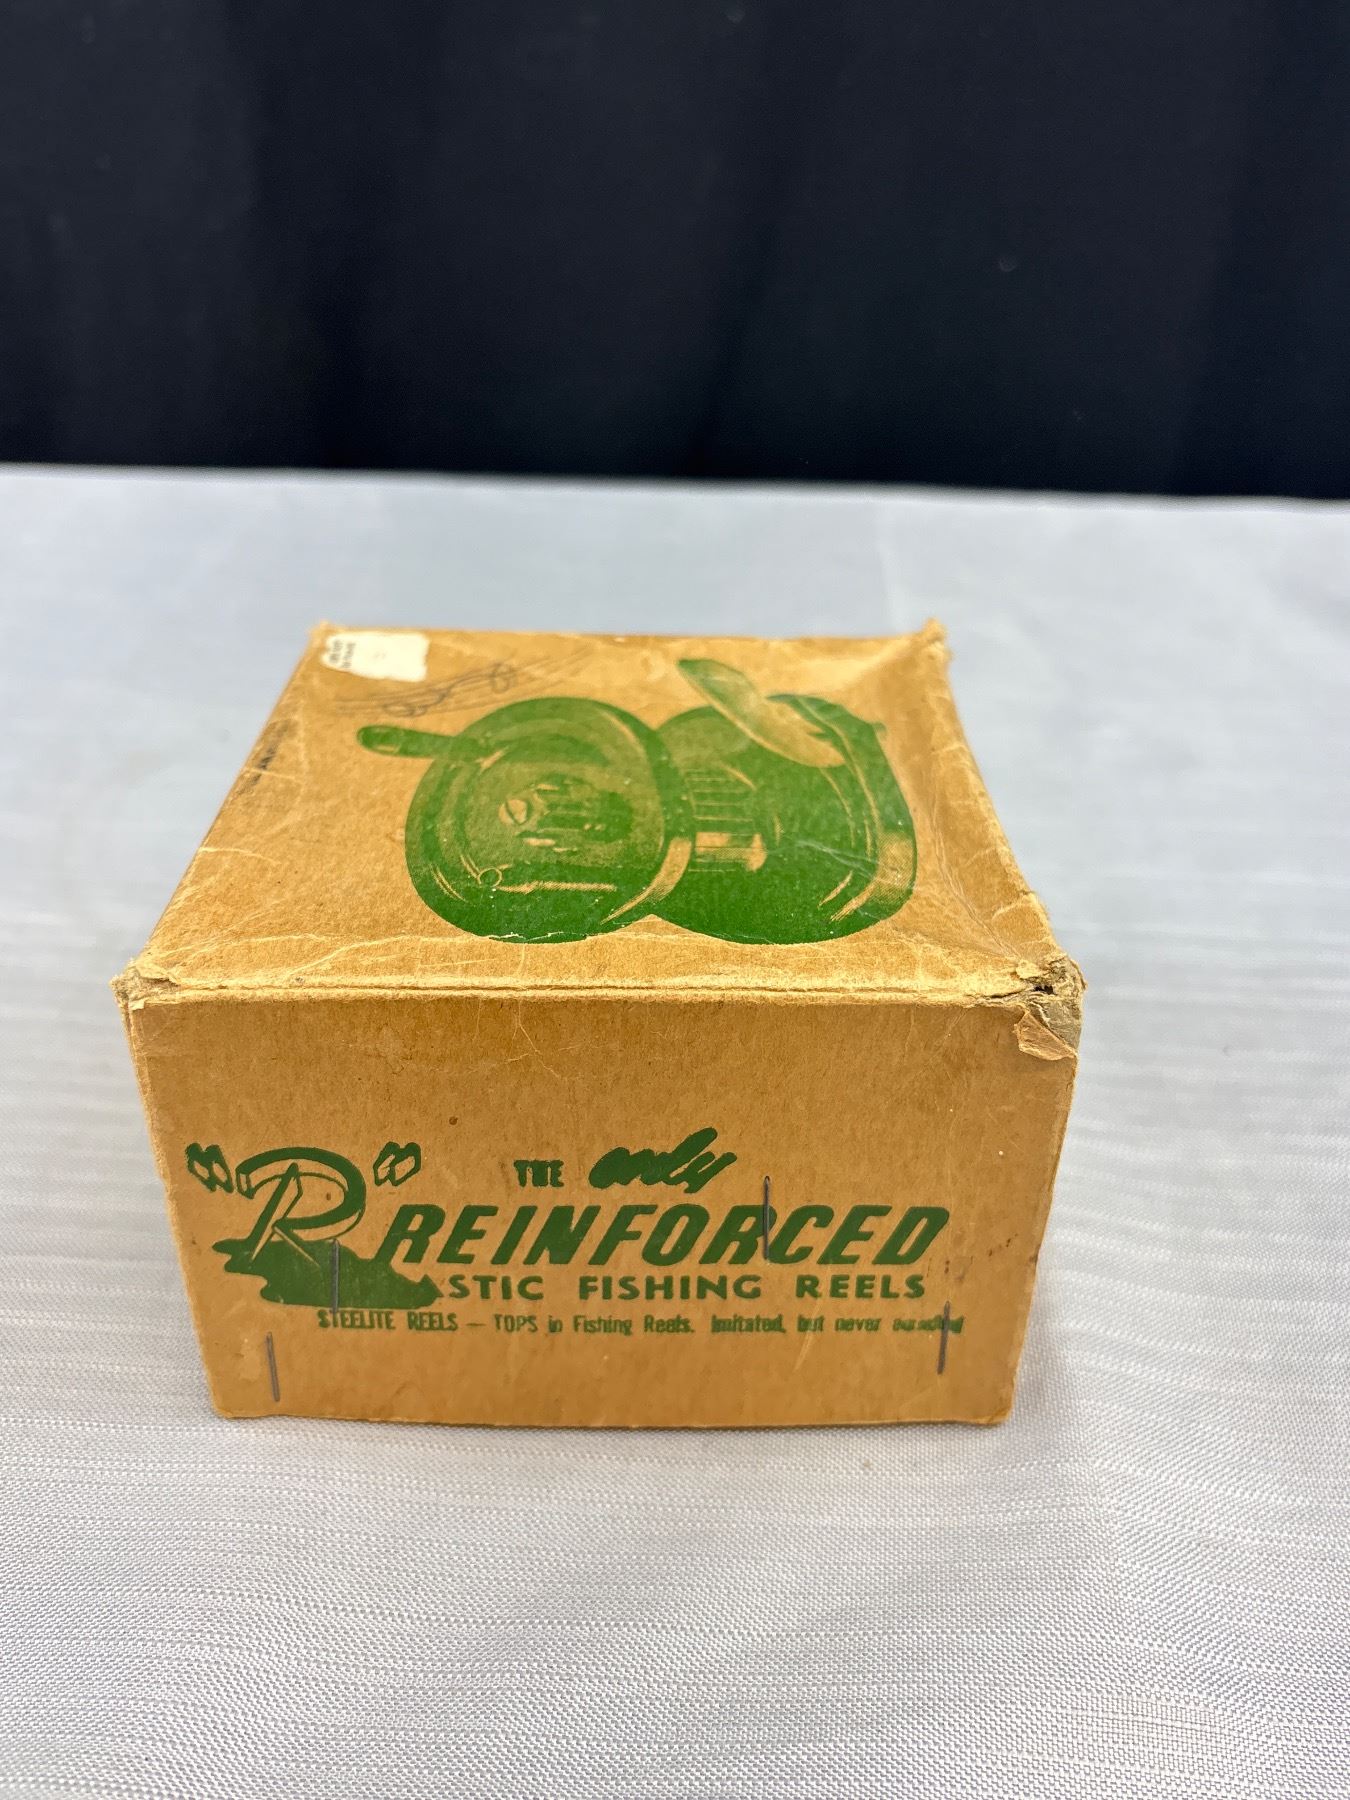 "R"
THE only
REINFORCED
STIC FISHING REELS
STEELITE REELS — TOPS in Fishing Reels. Imitated, but never